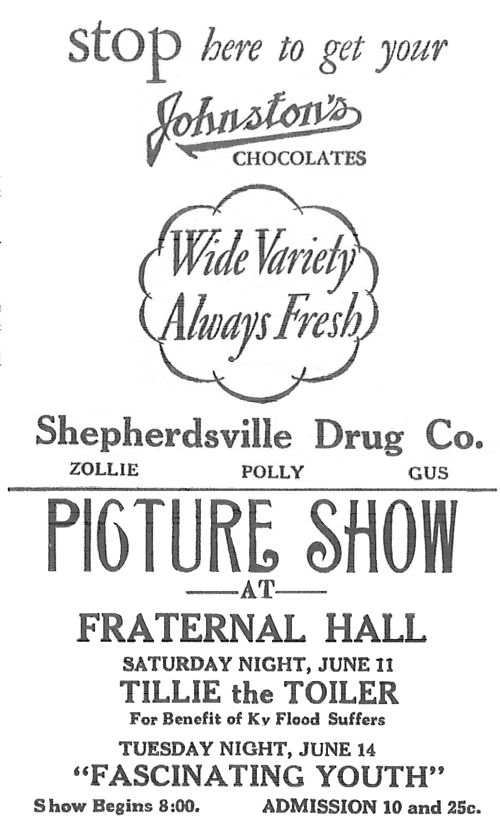 stop here to get your
Johnston's
CHOCOLATES
Wide Variety
Always Fresh
Shepherdsville Drug Co.
ZOLLIE POLLY GUS
PICTURE SHOW
—AT—
FRATERNAL HALL
SATURDAY NIGHT, JUNE 11
TILLIE the TOILER
For Benefit of Ky Flood Suffers
TUESDAY NIGHT, JUNE 14
“FASCINATING YOUTH”
Show Begins 8:00. ADMISSION 10 and 25c.